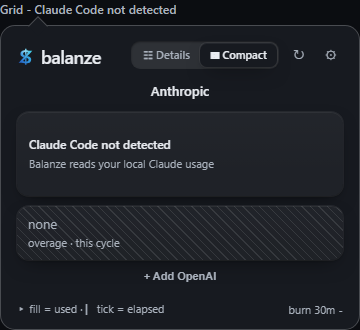 Grid - Claude Code not detected
balanze
Details
Compact
Anthropic
Claude Code not detected
Balanze reads your local Claude usage
none
overage · this cycle
+ Add OpenAI
fill = used · | tick = elapsed
burn 30m -